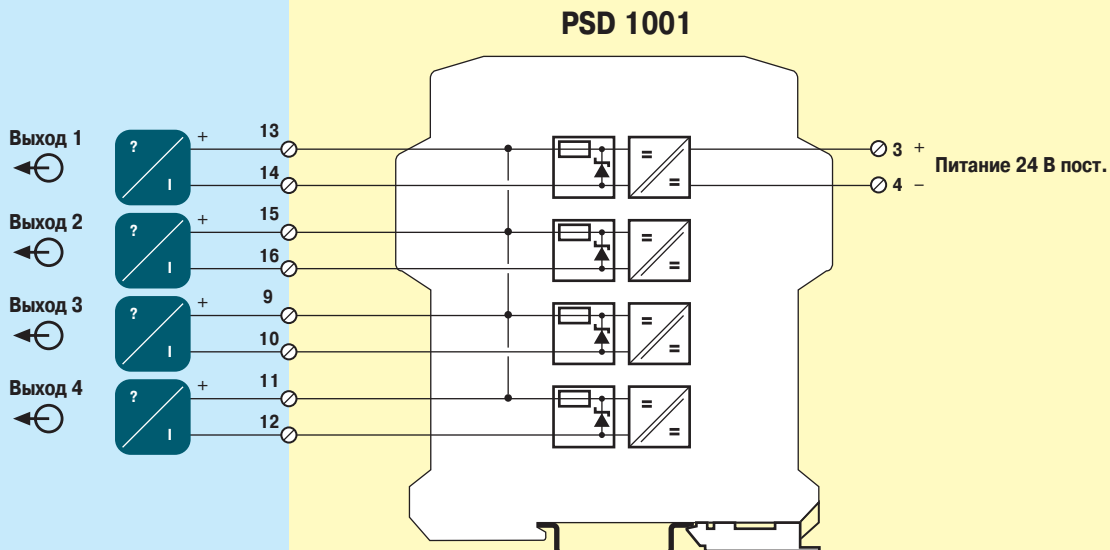 PSD 1001
Выход 1
? I
+ 13
14
3 +
4 –
Питание 24 В пост.
Выход 2
? I
+ 15
16
Выход 3
? I
+ 9
10
Выход 4
? I
+ 11
12